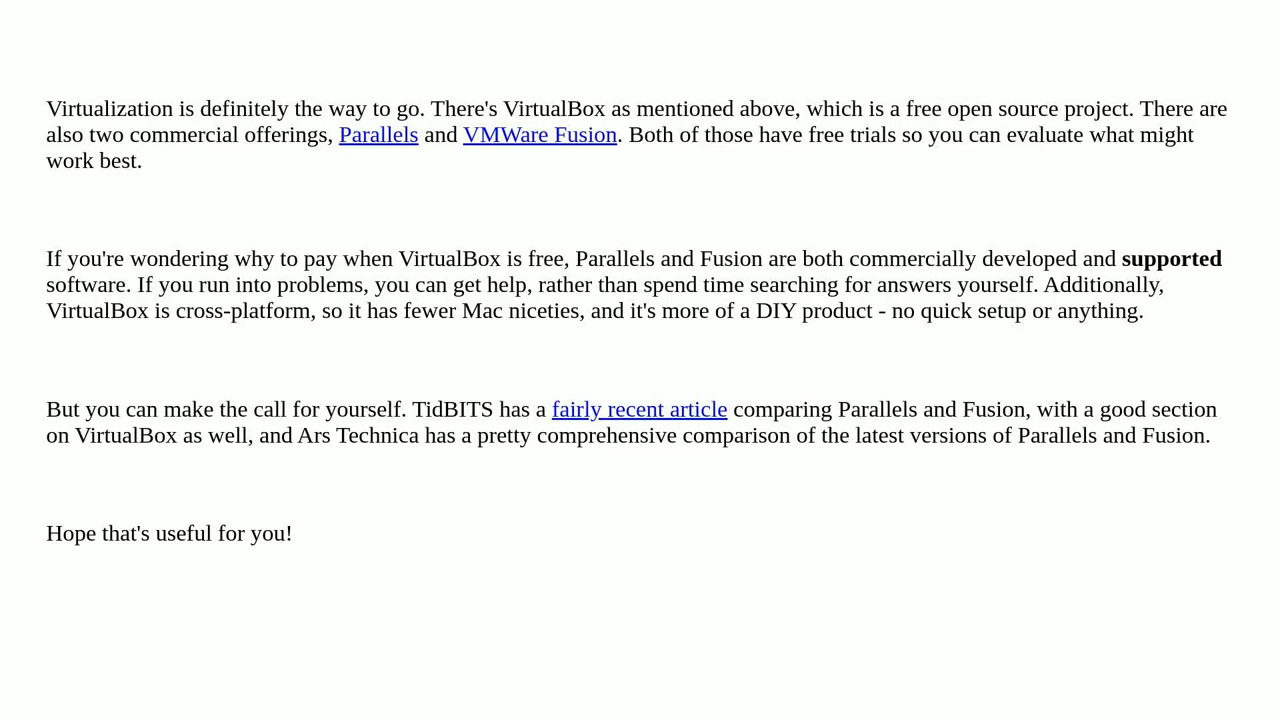 Virtualization is definitely the way to go. There's VirtualBox as mentioned above, which is a free open source project. There are
also two commercial offerings, Parallels and VMWare Fusion. Both of those have free trials so you can evaluate what might
work best.
If you're wondering why to pay when VirtualBox is free, Parallels and Fusion are both commercially developed and supported
software. If you run into problems, you can get help, rather than spend time searching for answers yourself. Additionally,
VirtualBox is cross-platform, so it has fewer Mac niceties, and it's more of a DIY product - no quick setup or anything.
But you can make the call for yourself. TidBITS has a fairly recent article comparing Parallels and Fusion, with a good section
on VirtualBox as well, and Ars Technica has a pretty comprehensive comparison of the latest versions of Parallels and Fusion.
Hope that's useful for you!